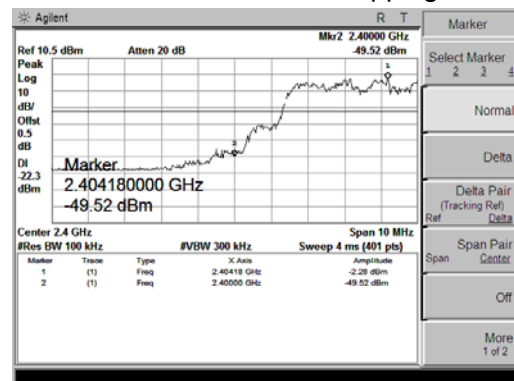 Agilent R T
Mkr2 2.40000 GHz
Ref 10.5 dBm Atten 20 dB -49.52 dBm
Peak
Log
10
dB/
Offst
0.5
dB
DI
-22.3
dBm
1
2
Marker
2.404180000 GHz
-49.52 dBm
Center 2.4 GHz Span 10 MHz
#Res BW 100 kHz #VBW 300 kHz Sweep 4 ms (401 pts)
Marker Trace Type X Axis Amplitude
1 (1) Freq 2.40418 GHz -2.28 dBm
2 (1) Freq 2.40000 GHz -49.52 dBm
Marker
Select Marker
1 2 3 4
Normal
Delta
Delta Pair
(Tracking Ref)
Ref Delta
Span Pair
Span Center
Off
More
1 of 2